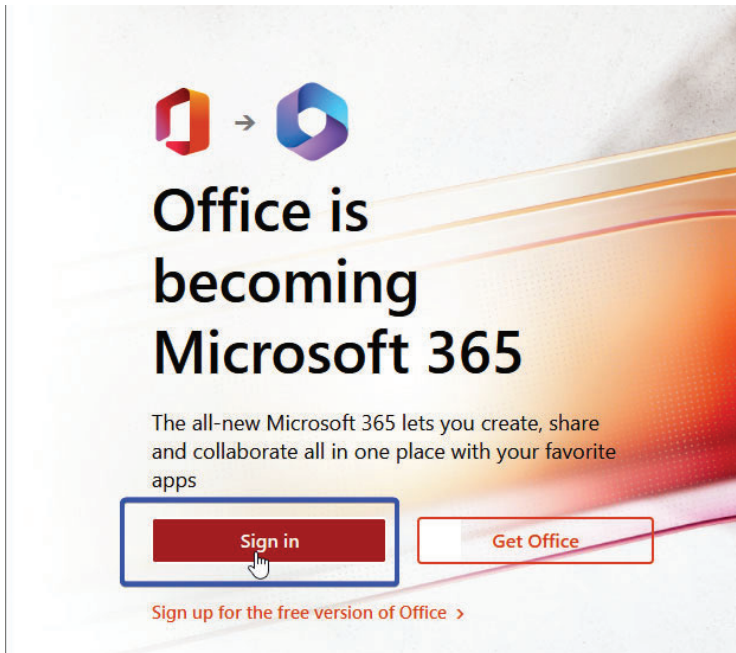 Office is
becoming
Microsoft 365
The all-new Microsoft 365 lets you create, share
and collaborate all in one place with your favorite
apps
Sign in
Get Office
Sign up for the free version of Office >